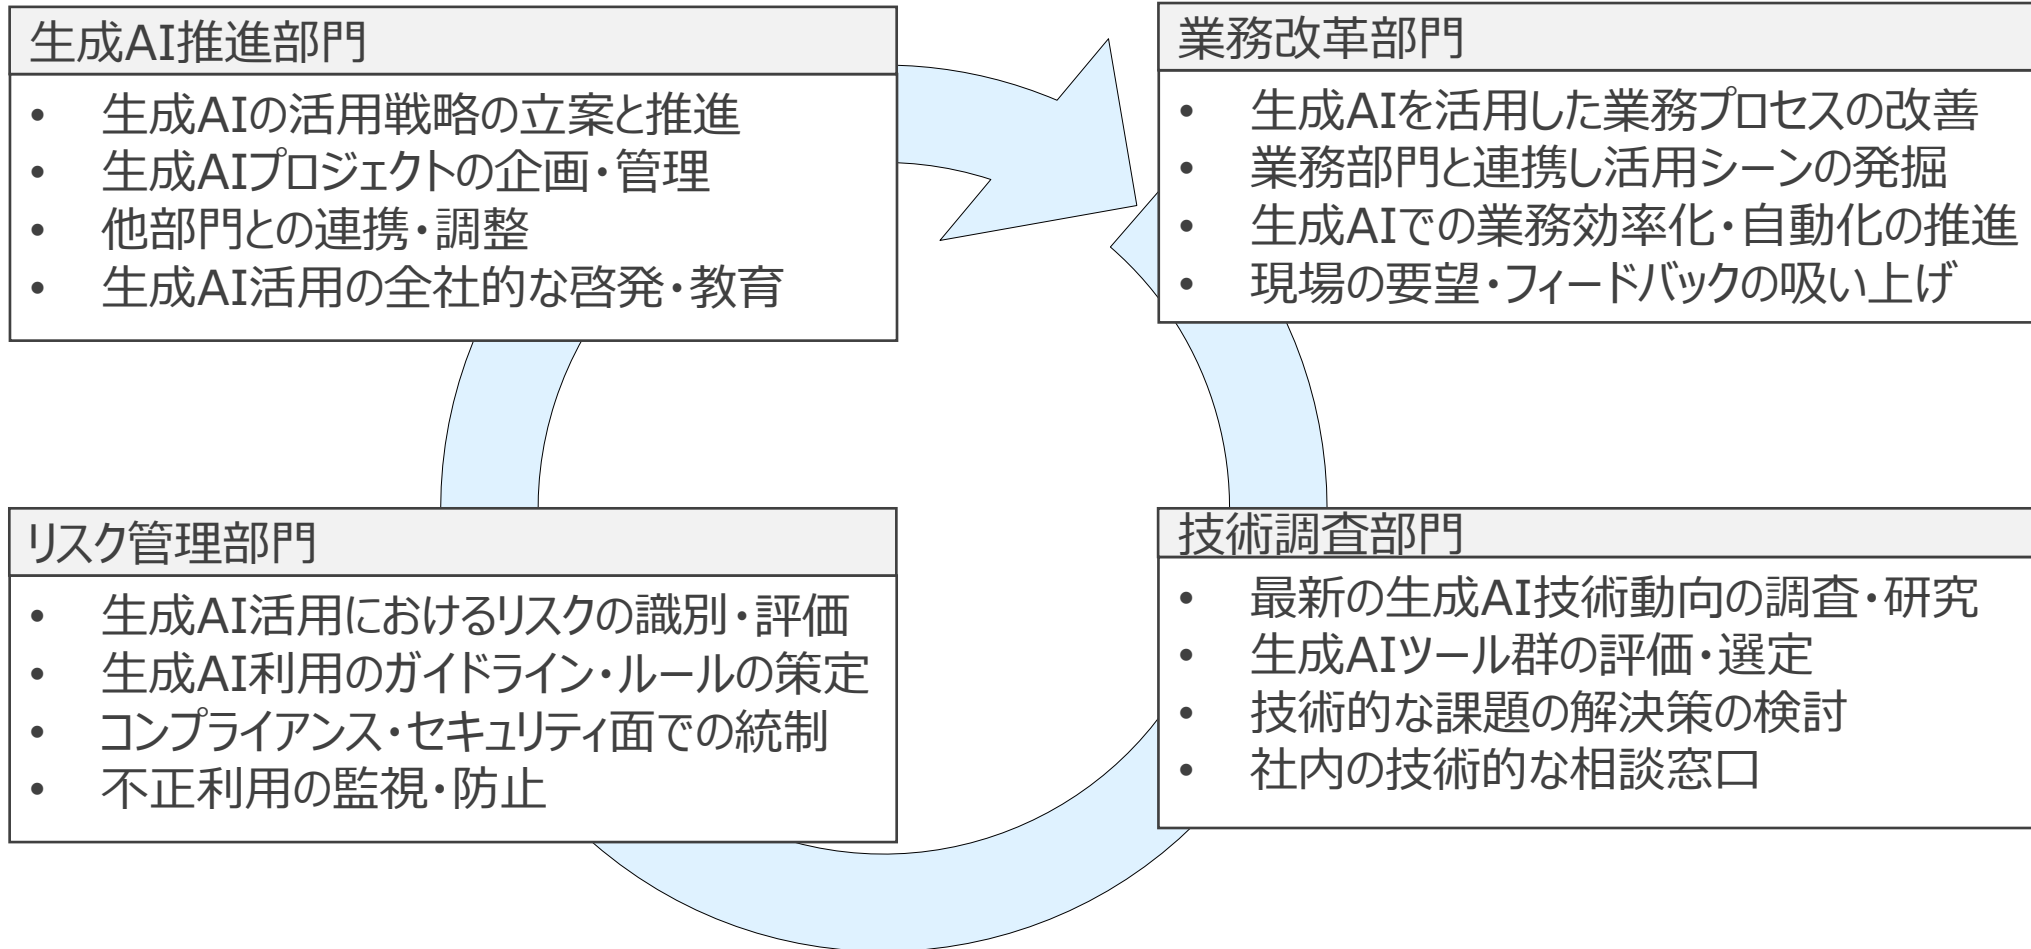 生成AI推進部門
• 生成AIの活用戦略の立案と推進
• 生成AIプロジェクトの企画・管理
• 他部門との連携・調整
• 生成AI活用の全社的な啓発・教育
業務改革部門
• 生成AIを活用した業務プロセスの改善
• 業務部門と連携し活用シーンの発掘
• 生成AIでの業務効率化・自動化の推進
• 現場の要望・フィードバックの吸い上げ
リスク管理部門
• 生成AI活用におけるリスクの識別・評価
• 生成AI利用のガイドライン・ルールの策定
• コンプライアンス・セキュリティ面での統制
• 不正利用の監視・防止
技術調査部門
• 最新の生成AI技術動向の調査・研究
• 生成AIツール群の評価・選定
• 技術的な課題の解決策の検討
• 社内の技術的な相談窓口